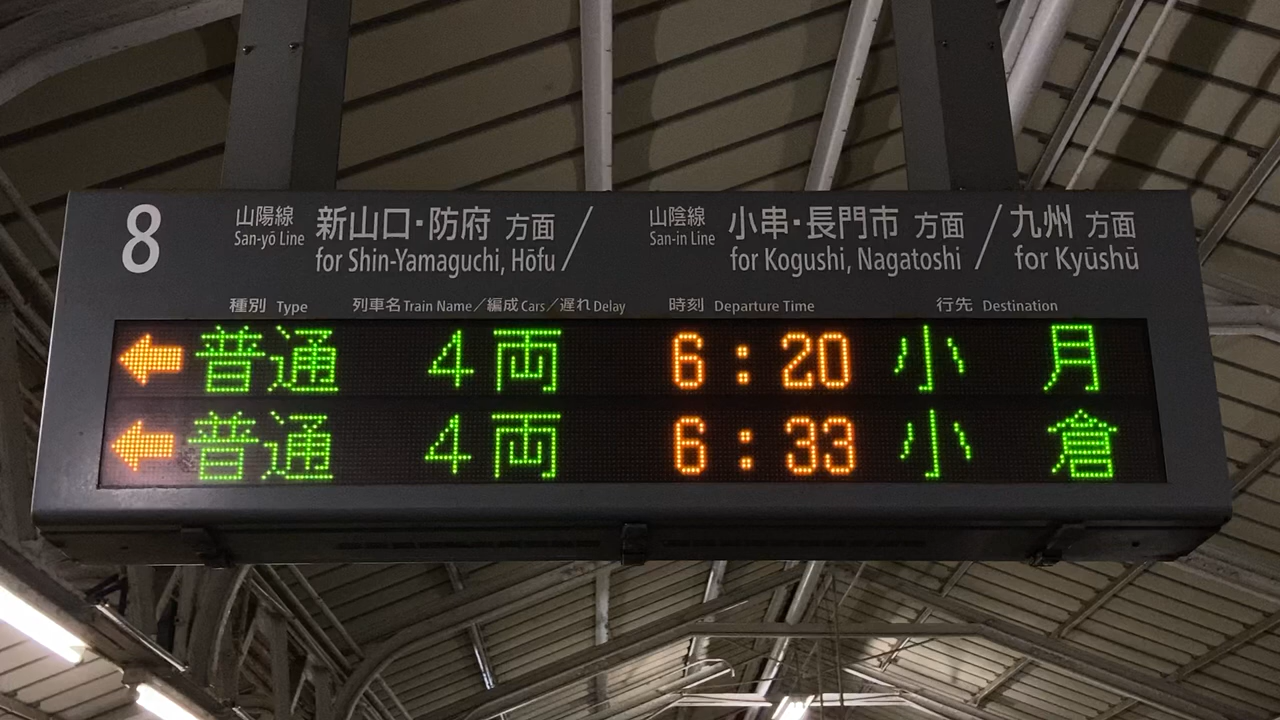 8 山陽線 San-yō Line 新山口・防府 方面 for Shin-Yamaguchi, Hōfu / 山陰線 San-in Line 小串・長門市 方面 for Kogushi, Nagatoshi / 九州 方面 for Kyūshū
種別 Type 列車名 Train Name／編成 Cars／遅れ Delay 時刻 Departure Time 行先 Destination
← 普通 4両 6:20 小月
← 普通 4両 6:33 小倉